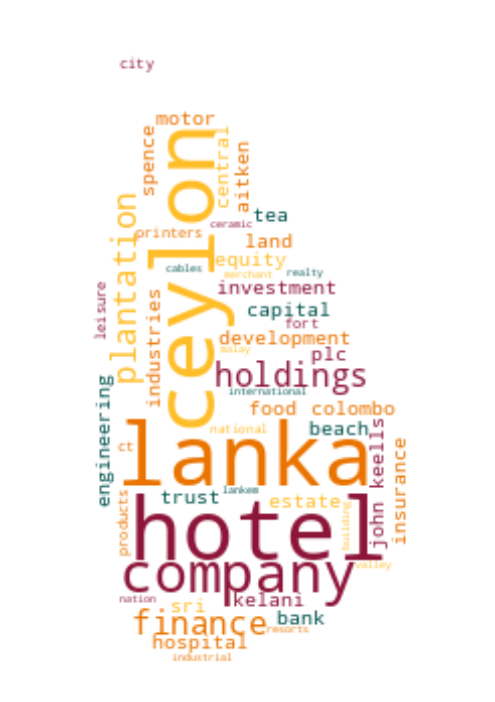 city
motor
spence
ceylon
central
aitken
plantation
tea
ceramic
printers
land
equity
cables
merchant
realty
leisure
investment
industries
capital
fort
development
malay
plc
holdings
engineering
international
food colombo
national
beach
lanka
ct
keells
insurance
products
trust
lankem
estate
hotel
building
john
company
valley
nation
sri
kelani
finance
bank
resorts
hospital
industrial